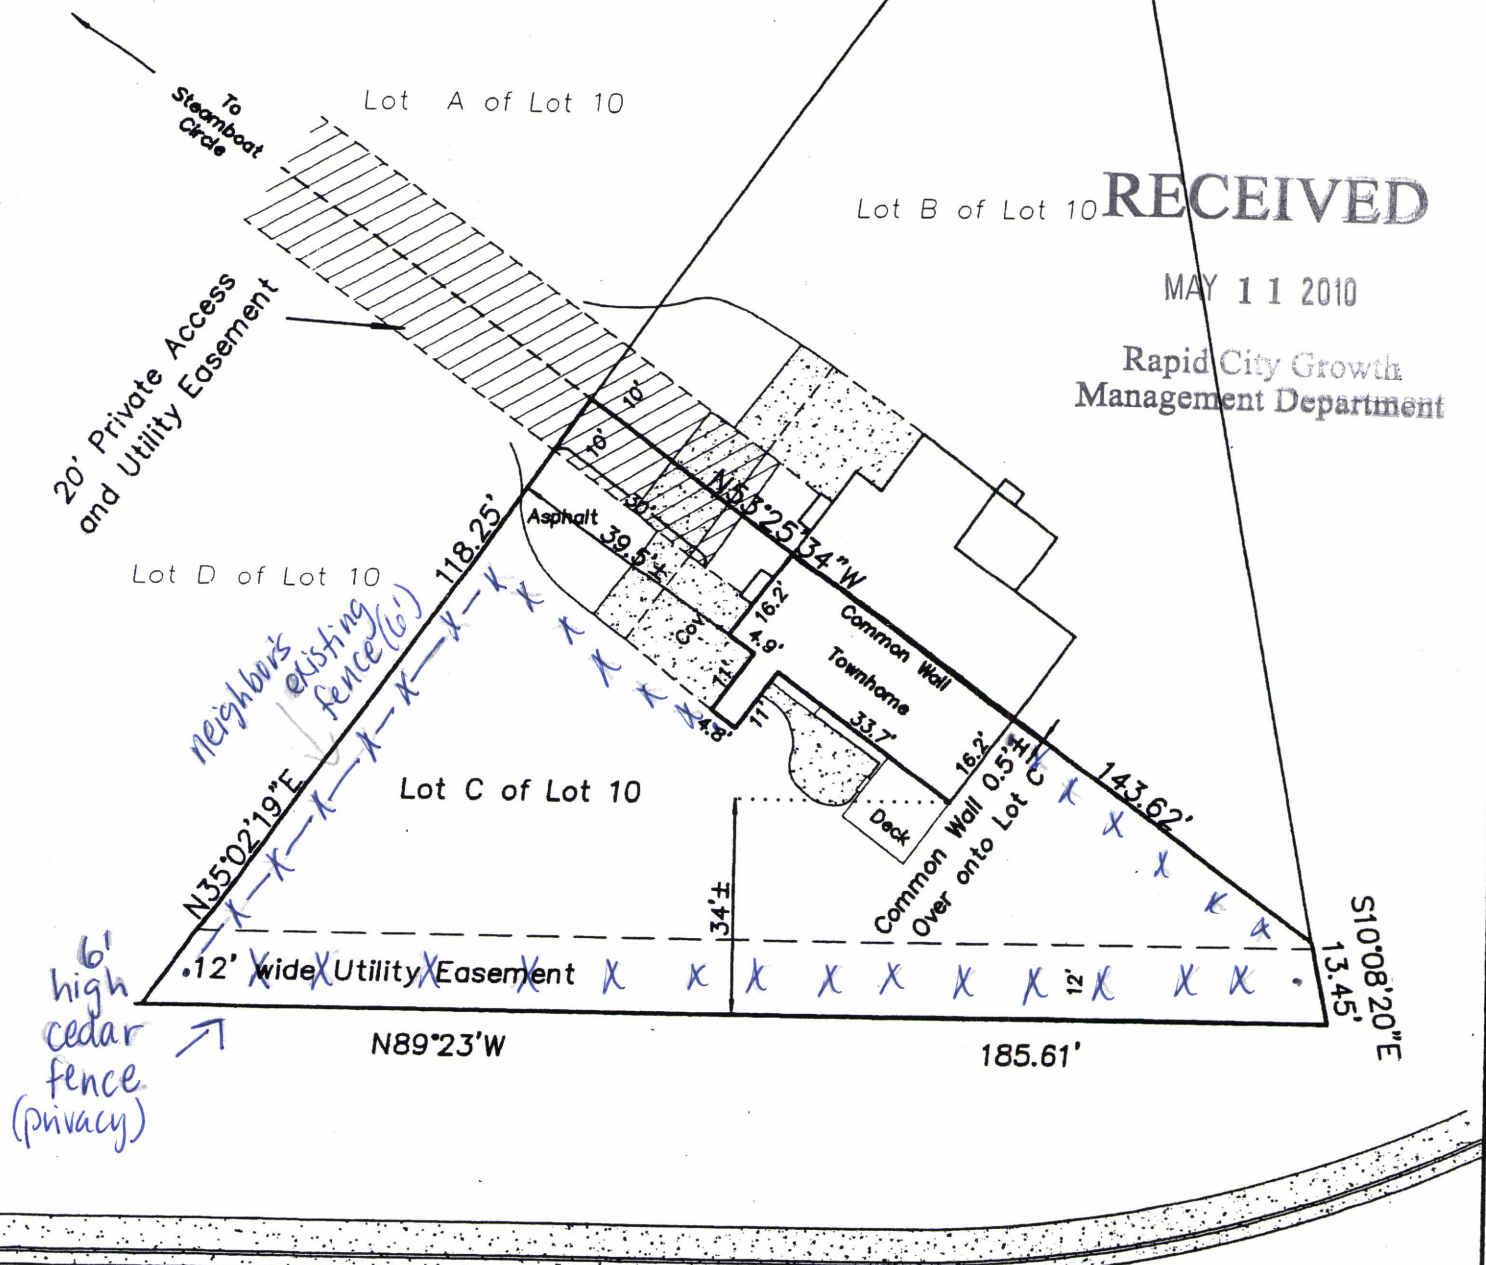 To
Steamboat
Circle
Lot A of Lot 10
Lot B of Lot 10
RECEIVED
MAY 11 2010
Rapid City Growth
Management Department
20' Private Access
and Utility Easement
10'
10'
30'
N53°25'34"W
Asphalt
39.5'±
118.25'
Lot D of Lot 10
neighbor's
existing
fence (6')
Cov
16.2'
4.9'
11'
4.8'
11'
Common Wall
Townhome
33.7'
16.2'
Common Wall 0.5'±
Over onto Lot C
143.62'
Deck
Lot C of Lot 10
N35°02'19"E
34'±
12' wide Utility Easement
12'
S10°08'20"E
13.45'
6'
high
cedar
fence
(privacy)
N89°23'W
185.61'